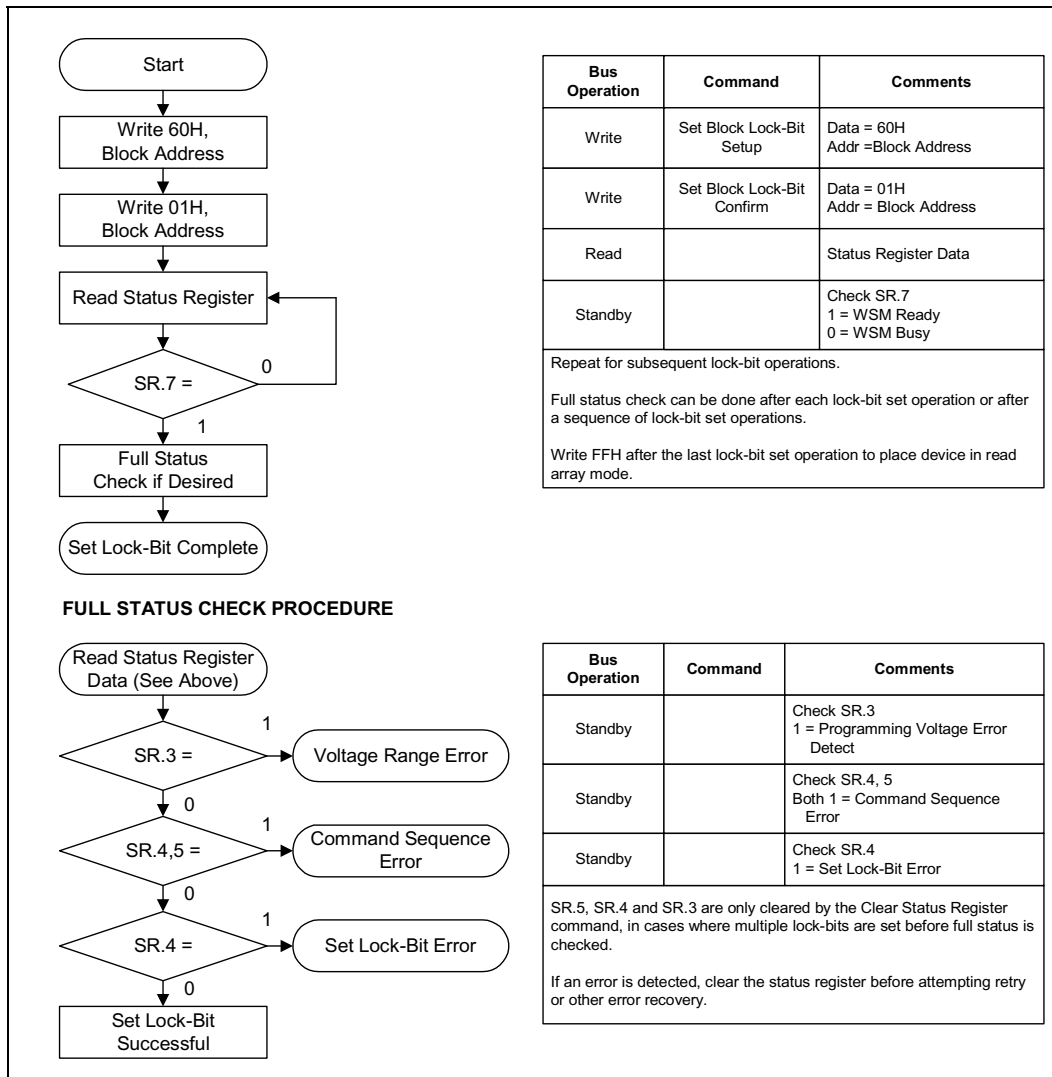 Start
Write 60H,
Block Address
Write 01H,
Block Address
Read Status Register
SR.7 =
0
1
Full Status
Check if Desired
Set Lock-Bit Complete
Bus
Operation
Command
Comments
Write
Set Block Lock-Bit
Setup
Data = 60H
Addr =Block Address
Write
Set Block Lock-Bit
Confirm
Data = 01H
Addr = Block Address
Read
Status Register Data
Standby
Check SR.7
1 = WSM Ready
0 = WSM Busy
Repeat for subsequent lock-bit operations.
Full status check can be done after each lock-bit set operation or after
a sequence of lock-bit set operations.
Write FFH after the last lock-bit set operation to place device in read
array mode.
FULL STATUS CHECK PROCEDURE
Read Status Register
Data (See Above)
SR.3 =
1
Voltage Range Error
0
SR.4,5 =
1
Command Sequence
Error
0
SR.4 =
1
Set Lock-Bit Error
0
Set Lock-Bit
Successful
Bus
Operation
Command
Comments
Standby
Check SR.3
1 = Programming Voltage Error
Detect
Standby
Check SR.4, 5
Both 1 = Command Sequence
Error
Standby
Check SR.4
1 = Set Lock-Bit Error
SR.5, SR.4 and SR.3 are only cleared by the Clear Status Register
command, in cases where multiple lock-bits are set before full status is
checked.
If an error is detected, clear the status register before attempting retry
or other error recovery.